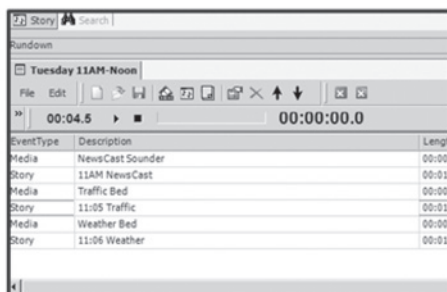 Story Search
Rundown
Tuesday 11AM-Noon
File Edit
» 00:04.5 00:00:00.0
EventType Description Leng
Media NewsCast Sounder 00:00
Story 11AM NewsCast 00:01
Media Traffic Bed 00:00
Story 11:05 Traffic 00:01
Media Weather Bed 00:00
Story 11:06 Weather 00:01